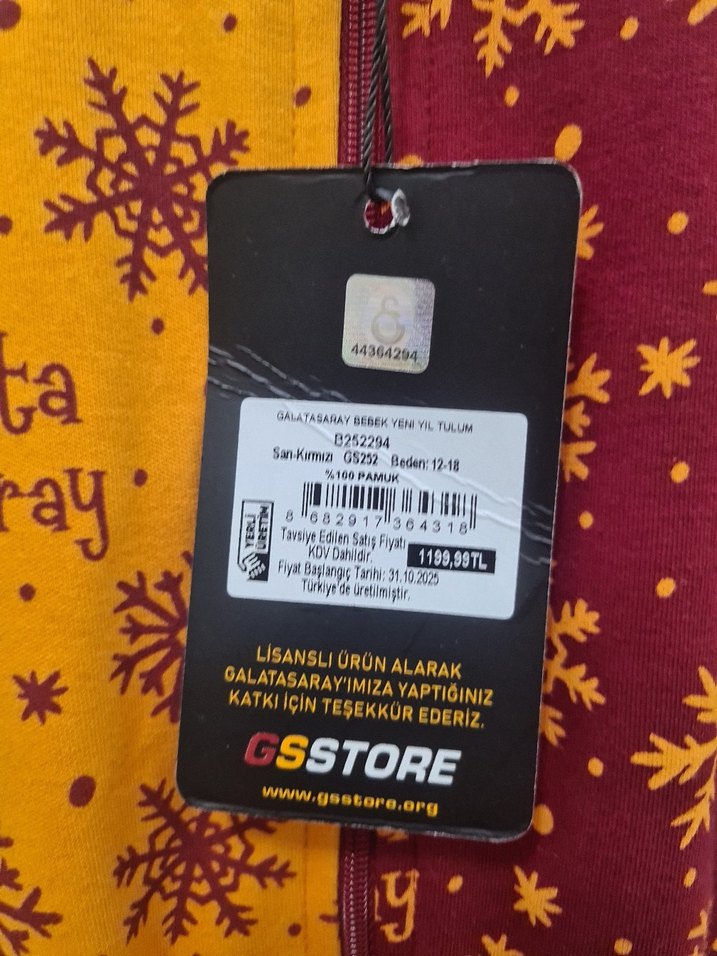 ta
ray
44364294
GALATASARAY BEBEK YENI YIL TULUM
B252294
Sarı-Kırmızı GS252 Beden: 12-18
%100 PAMUK
8 682917 364318
YERLİ
ÜRETİM
Tavsiye Edilen Satış Fiyatı
KDV Dahildir.
1199,99TL
Fiyat Başlangıç Tarihi: 31.10.2025
Türkiye'de üretilmiştir.
LİSANSLI ÜRÜN ALARAK
GALATASARAY'IMIZA YAPTIĞINIZ
KATKI İÇİN TEŞEKKÜR EDERİZ.
GSSTORE
www.gsstore.org
y